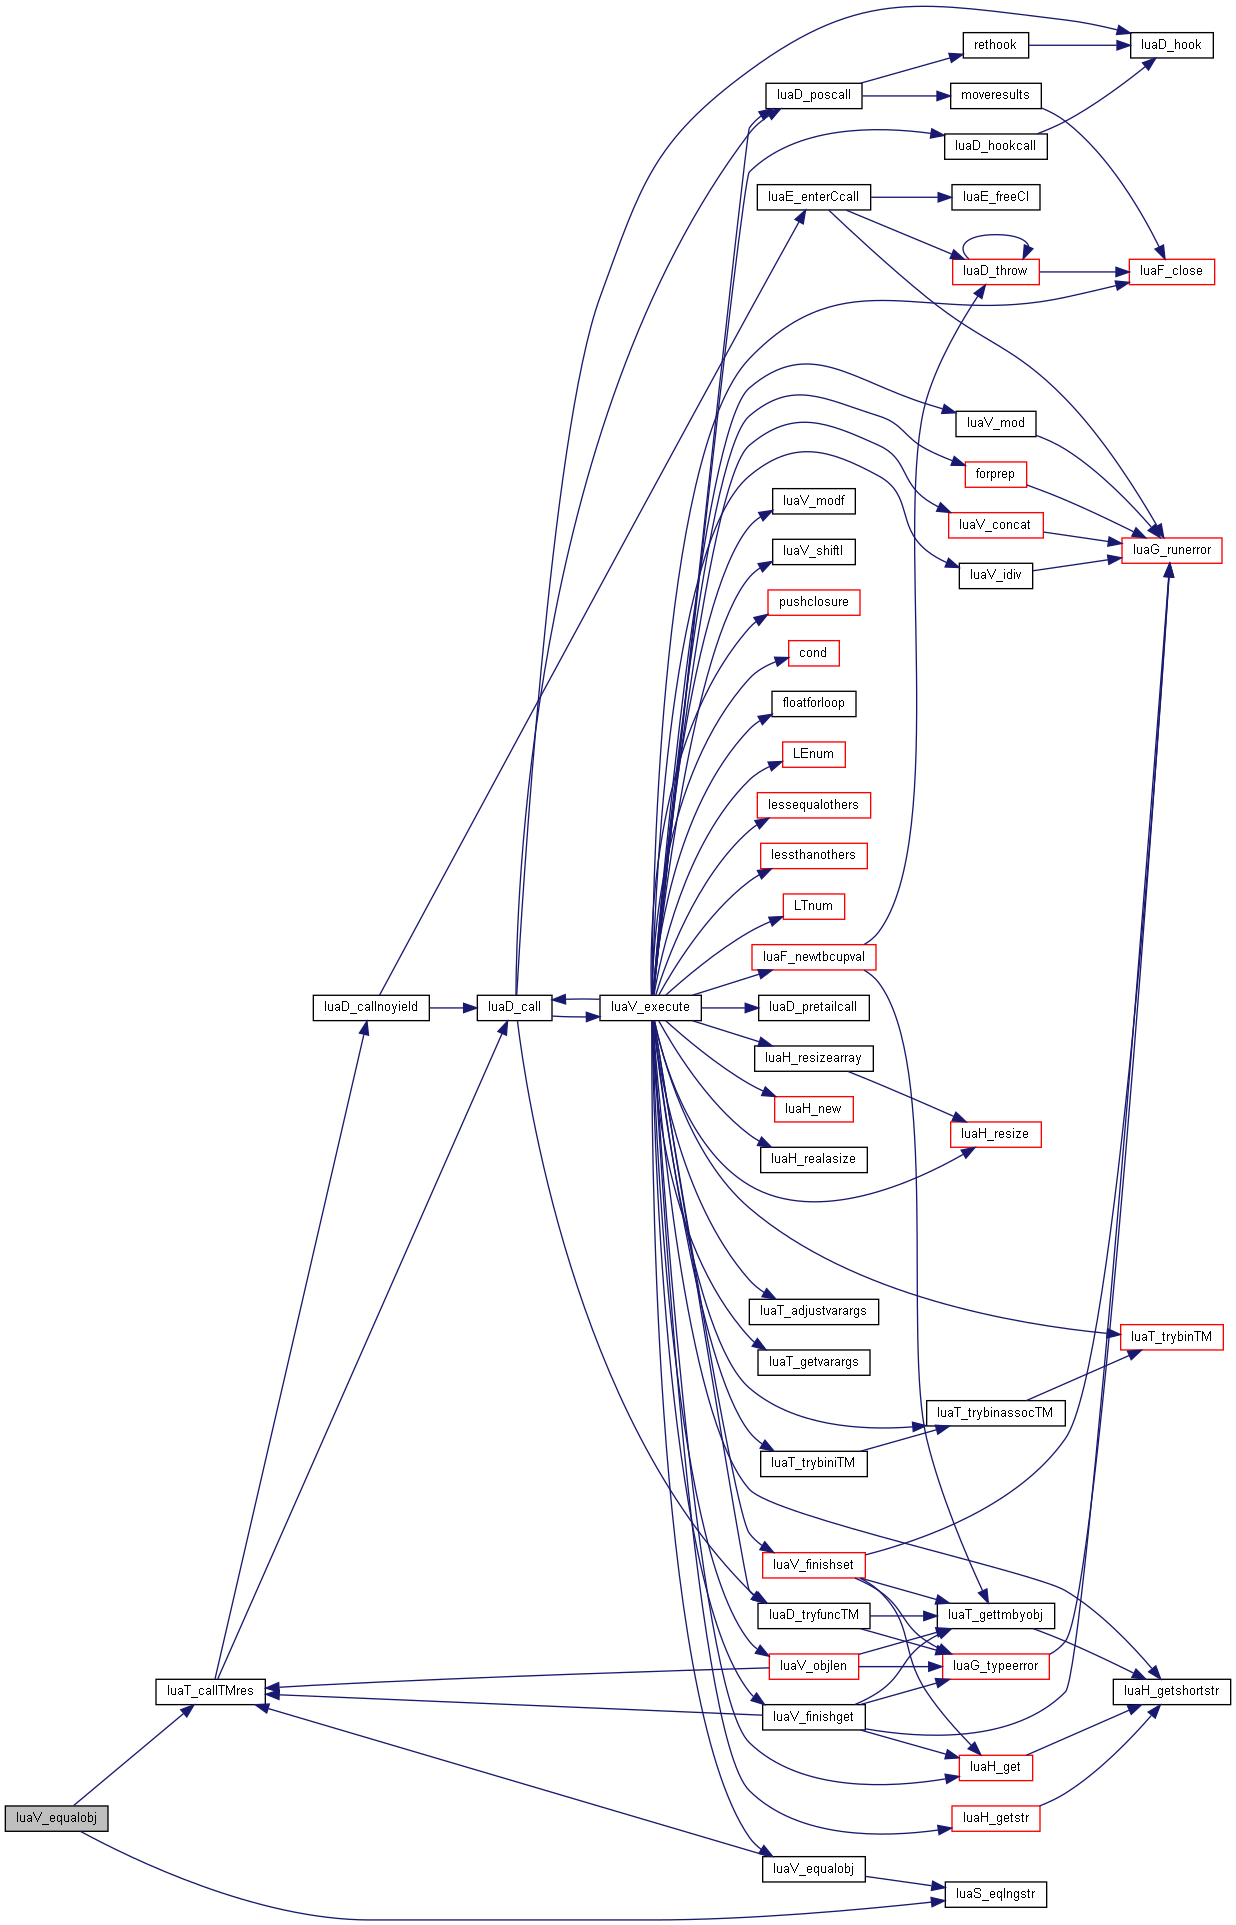 rethook
luaD_hook
luaD_poscall
moveresults
luaD_hookcall
luaE_enterCcall
luaE_freeCI
luaD_throw
luaF_close
luaV_mod
forprep
luaV_modf
luaV_concat
luaV_shiftl
luaG_runerror
luaV_idiv
pushclosure
cond
floatforloop
LEnum
lessequalothers
lessthanothers
LTnum
luaF_newtbcupval
luaD_callnoyield
luaD_call
luaV_execute
luaD_pretailcall
luaH_resizearray
luaH_new
luaH_resize
luaH_realasize
luaT_adjustvarargs
luaT_trybinTM
luaT_getvarargs
luaT_trybinassocTM
luaT_trybiniTM
luaV_finishset
luaD_tryfuncTM
luaT_gettmbyobj
luaV_objlen
luaG_typeerror
luaT_callTMres
luaH_getshortstr
luaV_finishget
luaH_get
luaV_equalobj
luaH_getstr
luaV_equalobj
luaS_eqlngstr